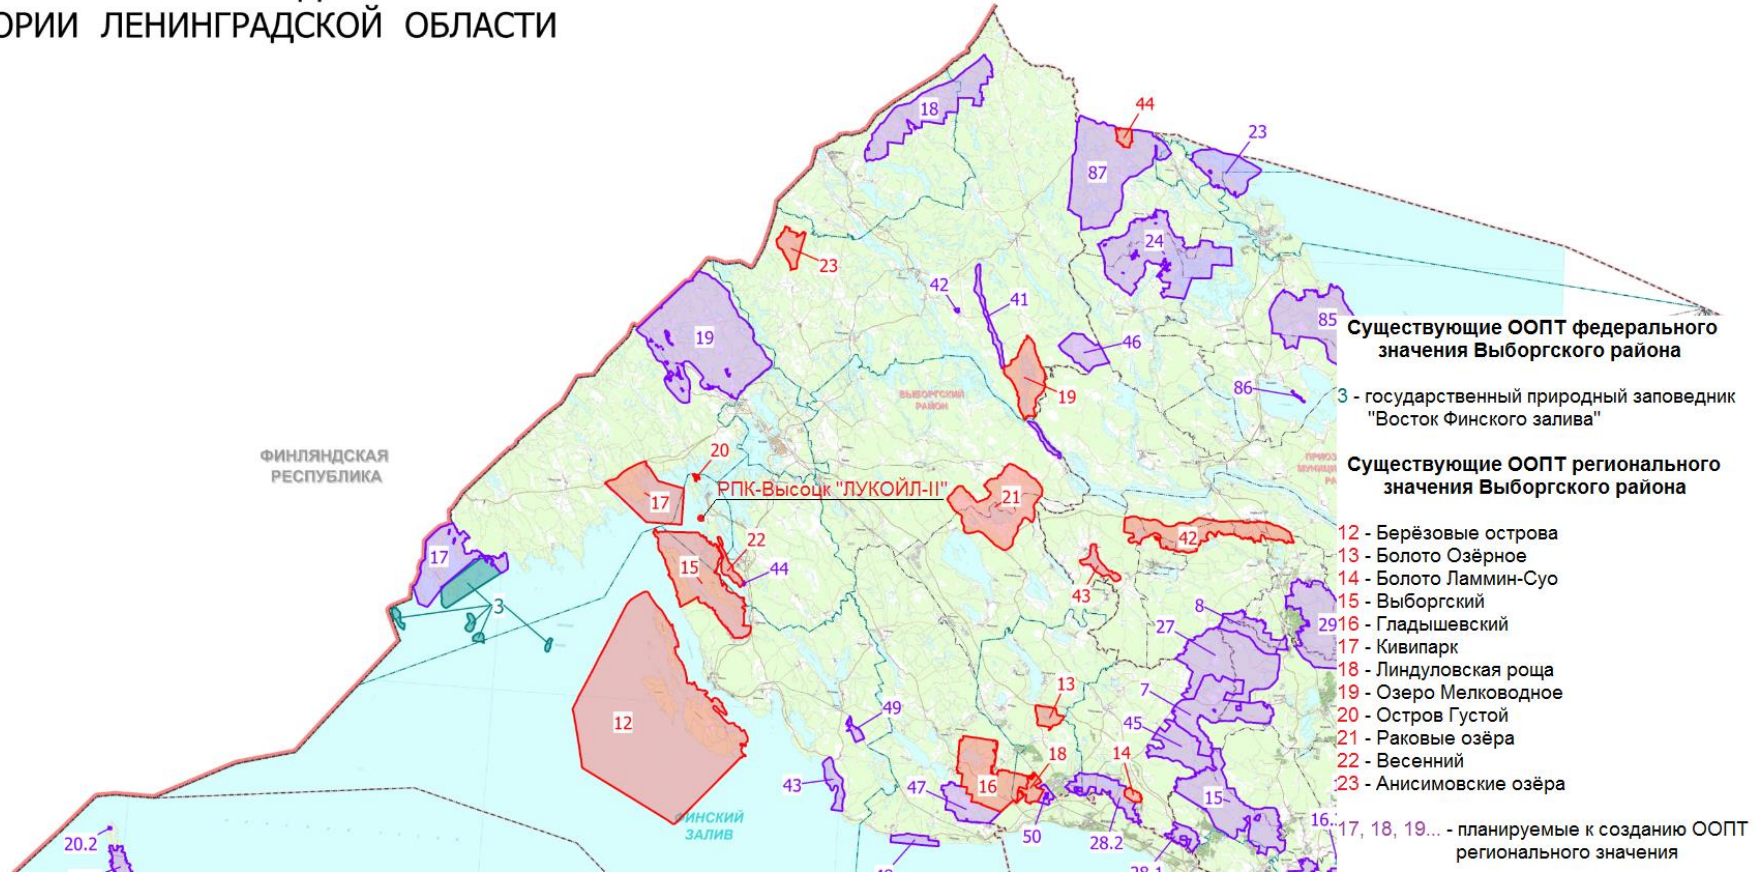 ОРИИ ЛЕНИНГРАДСКОЙ ОБЛАСТИ
18
44
23
87
24
23
42
41
19
46
85
86
19
ВЫБОРГСКИЙ
РАЙОН
ФИНЛЯНДСКАЯ
РЕСПУБЛИКА
20
РПК-Высоцк "ЛУКОЙЛ-II"
17
21
42
22
15
44
43
17
3
8
27
29
12
13
7
49
45
18
14
43
47
16
15
50
28.2
16.
ФИНСКИЙ
ЗАЛИВ
20.2
28.1
Существующие ООПТ федерального
значения Выборгского района
3 - государственный природный заповедник
"Восток Финского залива"
Существующие ООПТ регионального
значения Выборгского района
12 - Берёзовые острова
13 - Болото Озёрное
14 - Болото Ламмин-Суо
15 - Выборгский
16 - Гладышевский
17 - Кивипарк
18 - Линдуловская роща
19 - Озеро Мелководное
20 - Остров Густой
21 - Раковые озёра
22 - Весенний
23 - Анисимовские озёра
17, 18, 19... - планируемые к созданию ООПТ
регионального значения